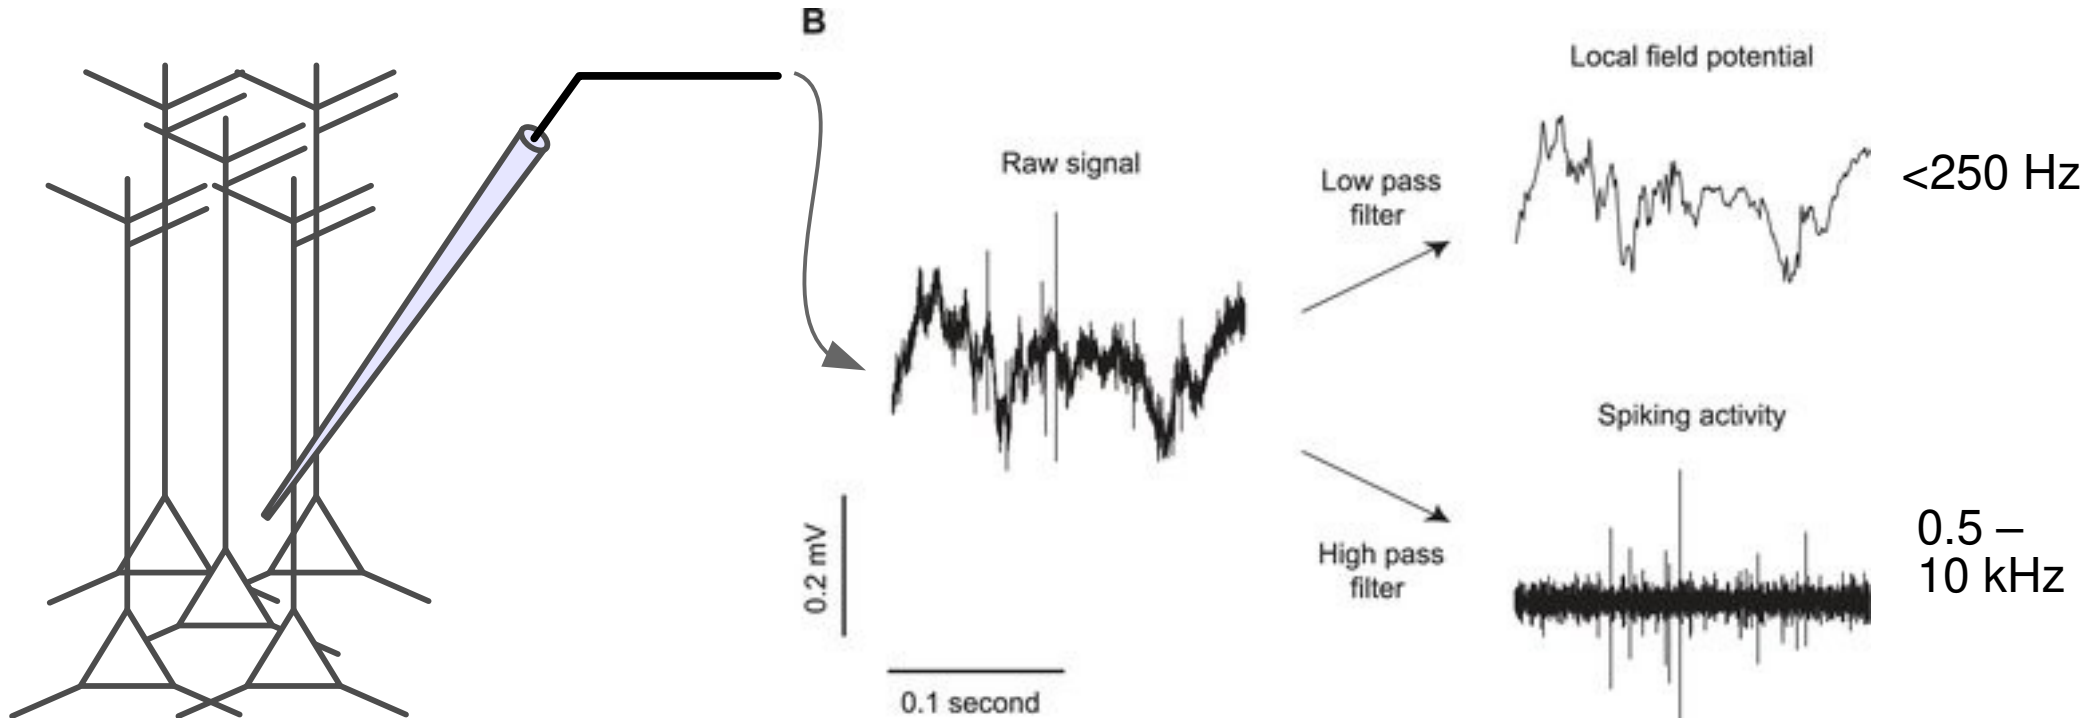 B
Raw signal
0.2 mV
0.1 second
Low pass
filter
High pass
filter
Local field potential
<250 Hz
Spiking activity
0.5 –
10 kHz